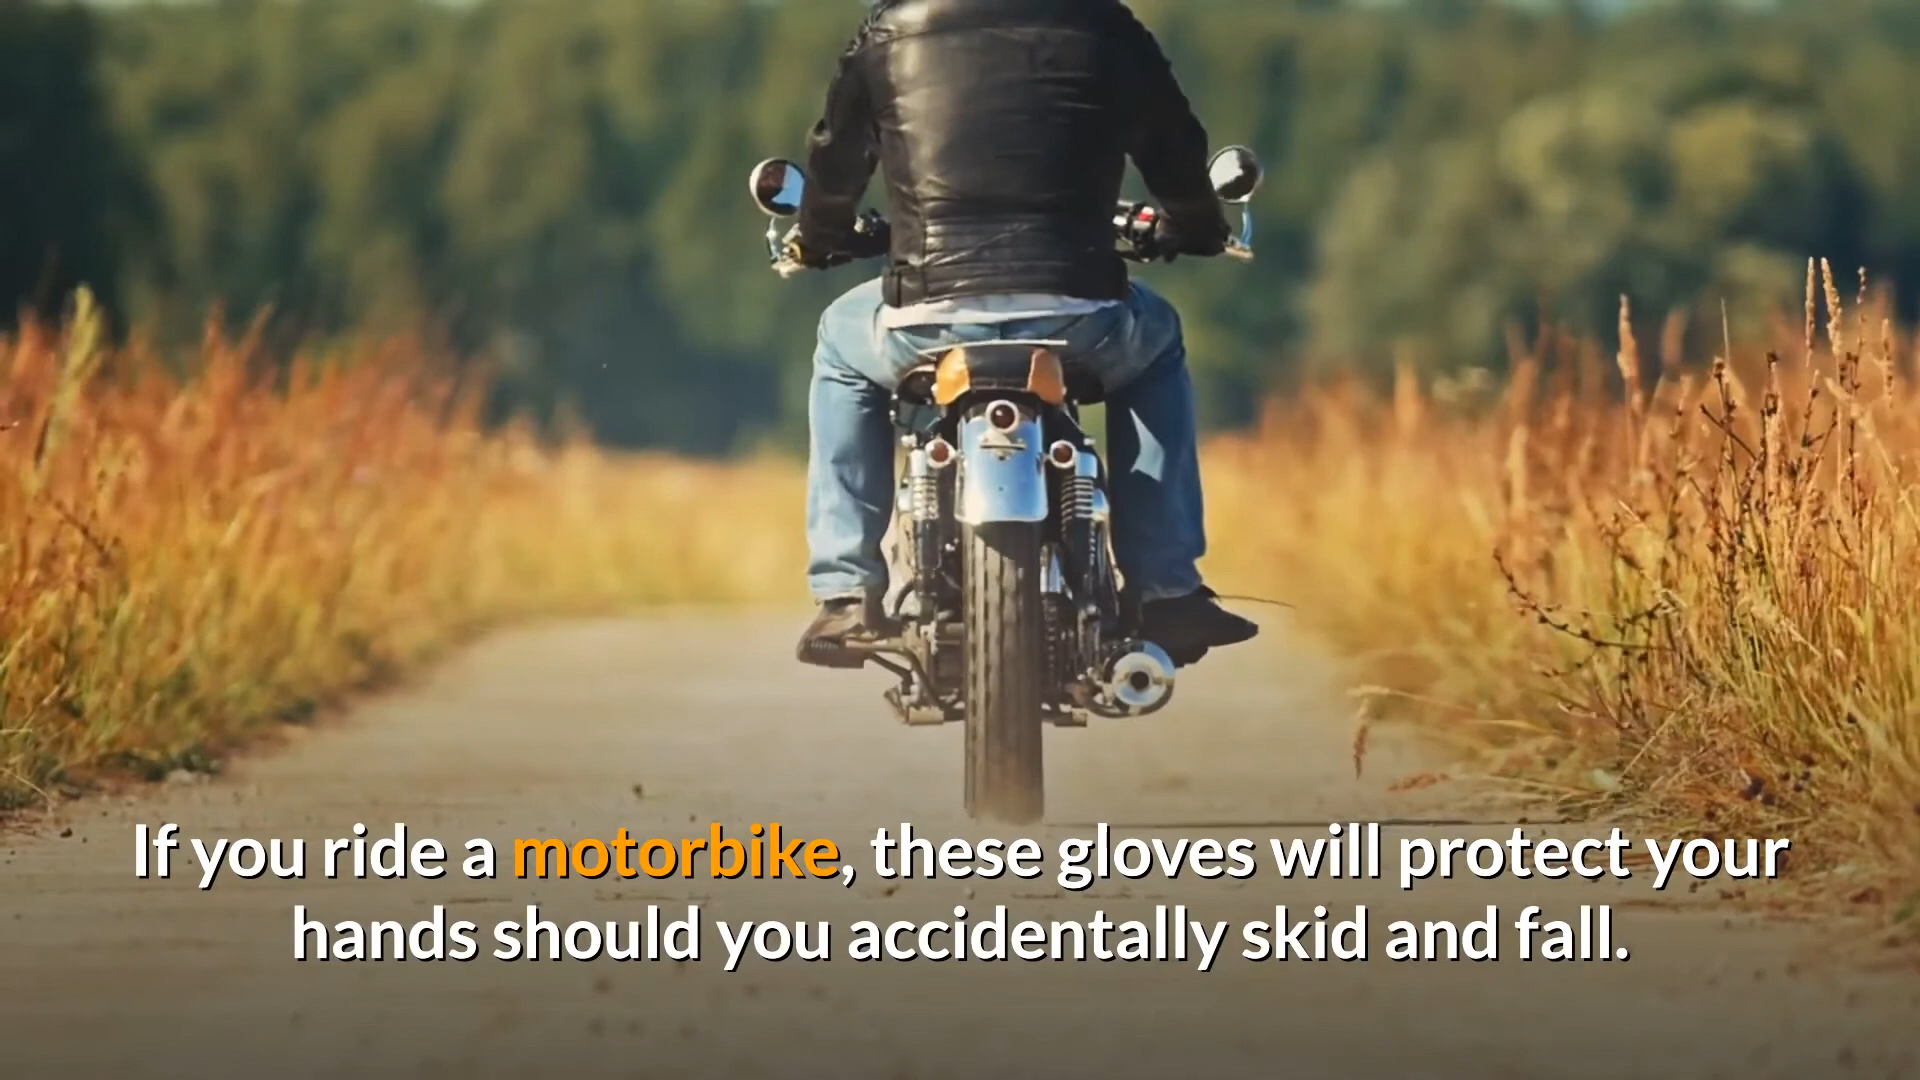 If you ride a motorbike, these gloves will protect your
hands should you accidentally skid and fall.